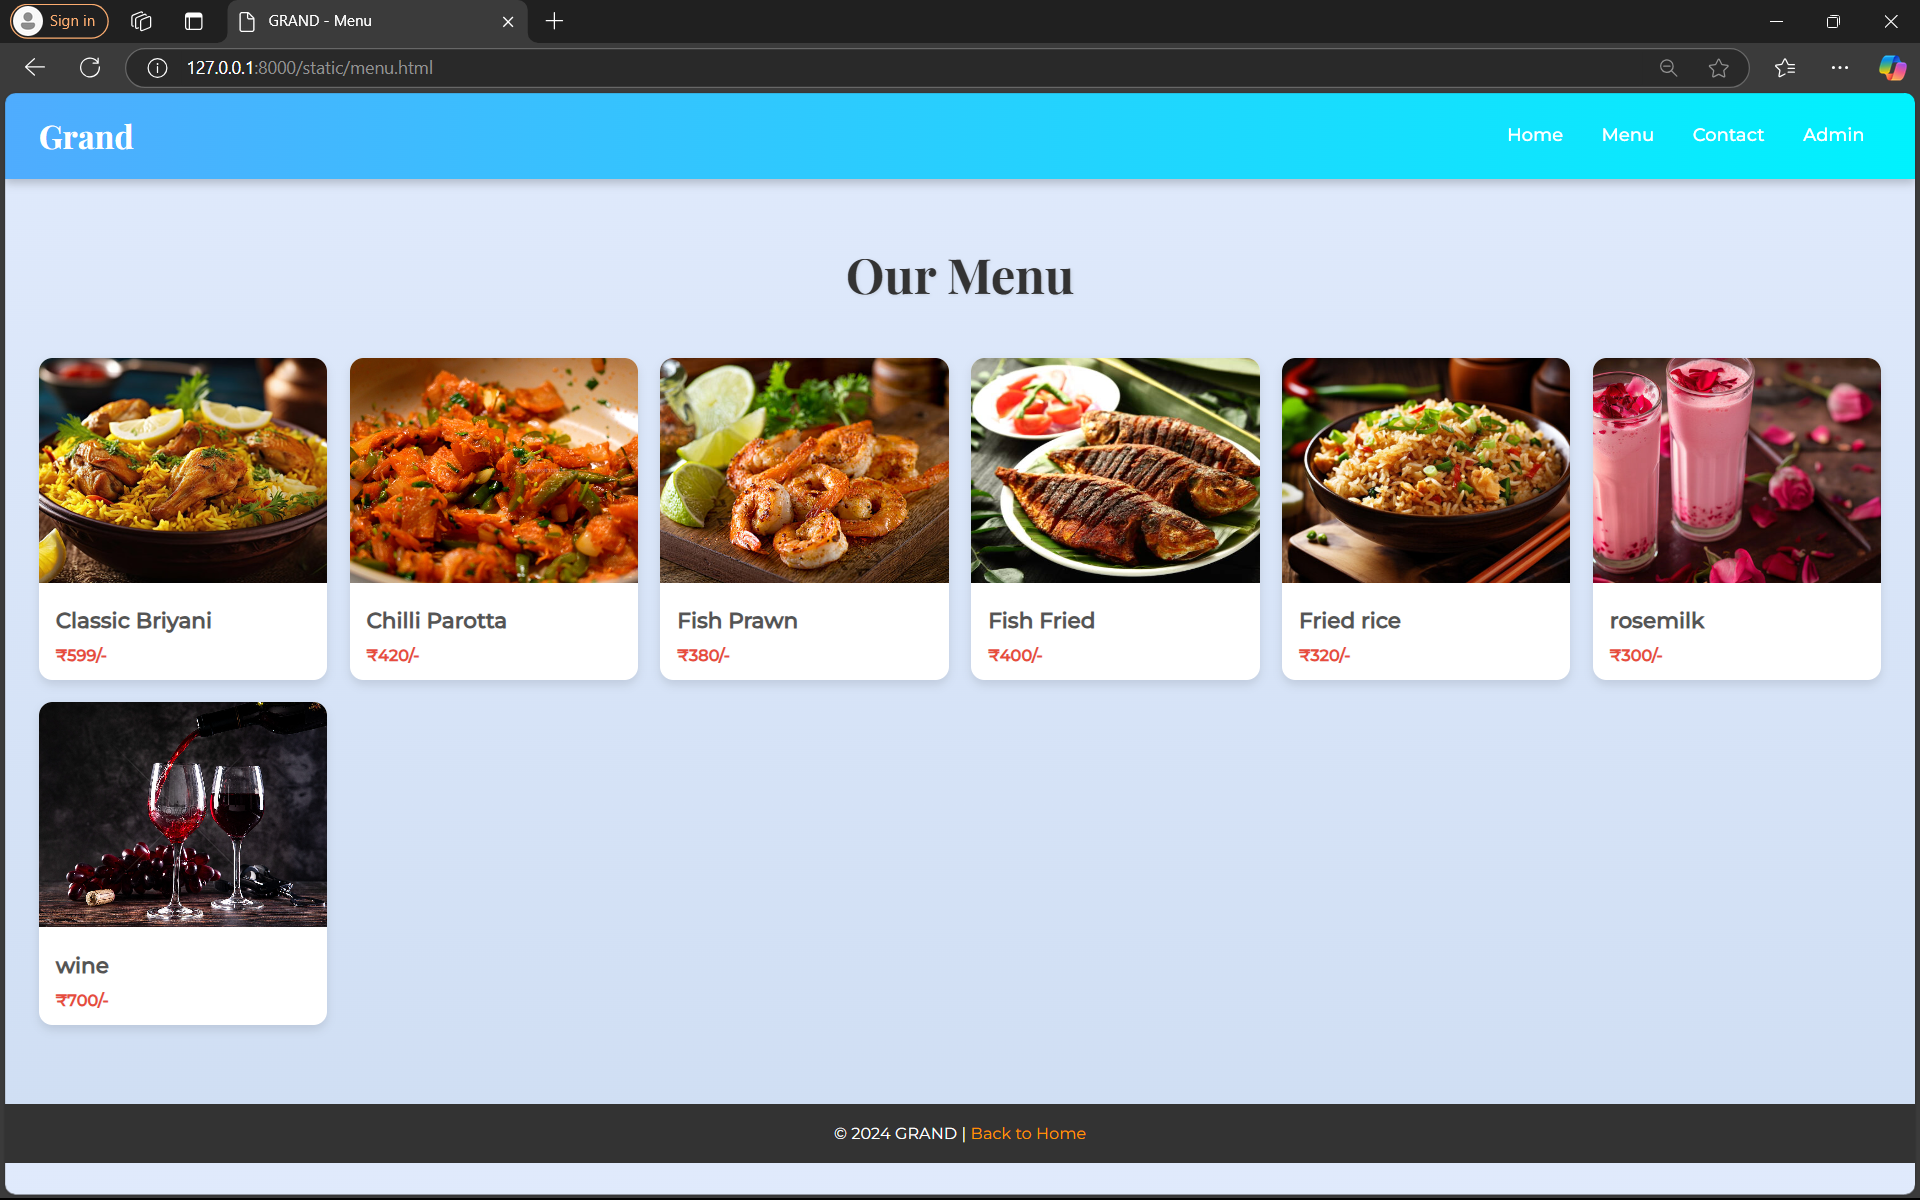 Sign in
GRAND - Menu
127.0.0.1:8000/static/menu.html
Grand
Home Menu Contact Admin
Our Menu
Classic Briyani
₹599/-
Chilli Parotta
₹420/-
Fish Prawn
₹380/-
Fish Fried
₹400/-
Fried rice
₹320/-
rosemilk
₹300/-
wine
₹700/-
© 2024 GRAND | Back to Home